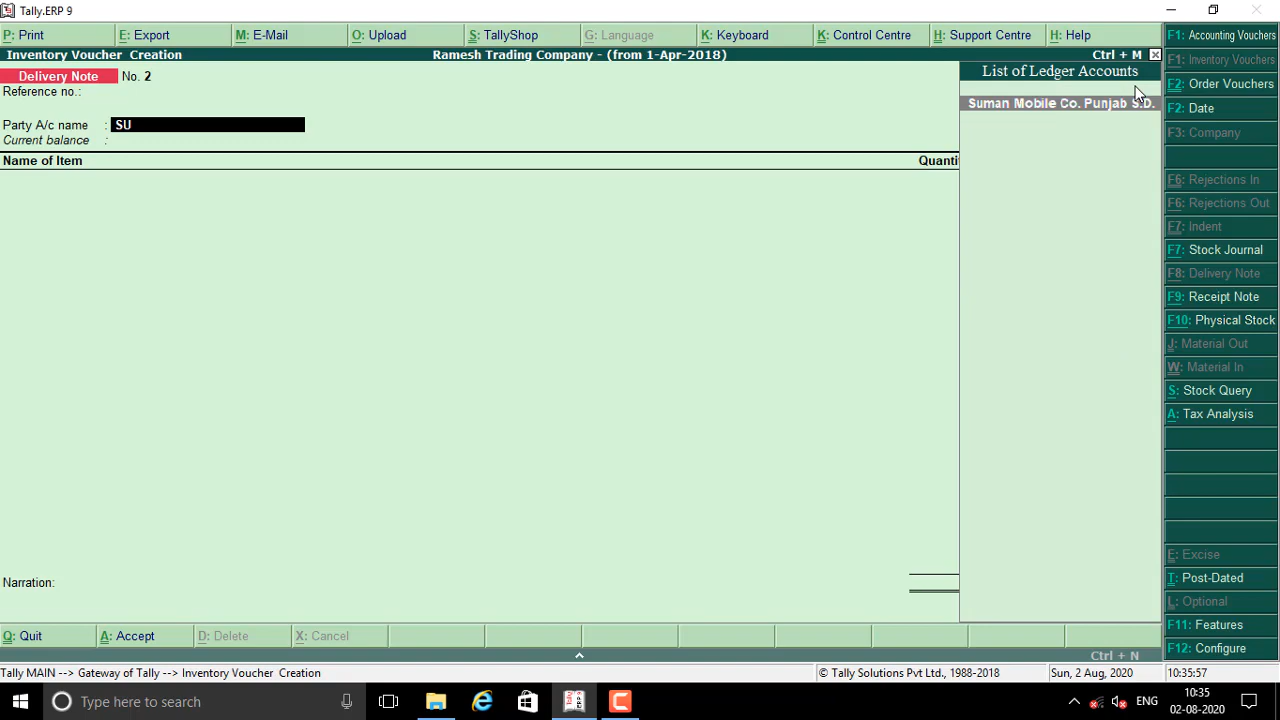 Tally.ERP 9
P: Print E: Export M: E-Mail O: Upload S: TallyShop G: Language K: Keyboard K: Control Centre H: Support Centre H: Help
Inventory Voucher Creation Ramesh Trading Company - (from 1-Apr-2018) Ctrl + M
Delivery Note No. 2
Reference no.:
Party A/c name : SU
Current balance :
Name of Item Quanti
List of Ledger Accounts
Suman Mobile Co. Punjab S.D.
Narration:
F1: Accounting Vouchers
F1: Inventory Vouchers
F2: Order Vouchers
F2: Date
F3: Company
F6: Rejections In
F6: Rejections Out
F7: Indent
F7: Stock Journal
F8: Delivery Note
F9: Receipt Note
F10: Physical Stock
J: Material Out
W: Material In
S: Stock Query
A: Tax Analysis
E: Excise
T: Post-Dated
L: Optional
F11: Features
F12: Configure
Q: Quit A: Accept D: Delete X: Cancel
Ctrl + N
Tally MAIN --> Gateway of Tally --> Inventory Voucher Creation © Tally Solutions Pvt Ltd., 1988-2018 Sun, 2 Aug, 2020 10:35:57
Type here to search ENG 10:35
02-08-2020